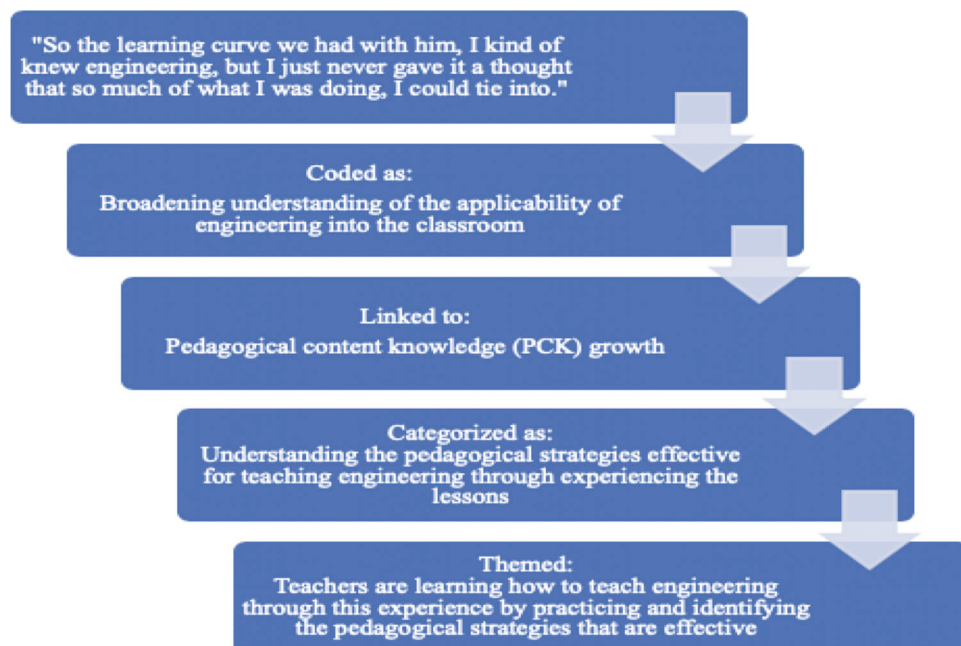 "So the learning curve we had with him, I kind of
knew engineering, but I just never gave it a thought
that so much of what I was doing, I could tie into."
Coded as:
Broadening understanding of the applicability of
engineering into the classroom
Linked to:
Pedagogical content knowledge (PCK) growth
Categorized as:
Understanding the pedagogical strategies effective
for teaching engineering through experiencing the
lessons
Themed:
Teachers are learning how to teach engineering
through this experience by practicing and identifying
the pedagogical strategies that are effective